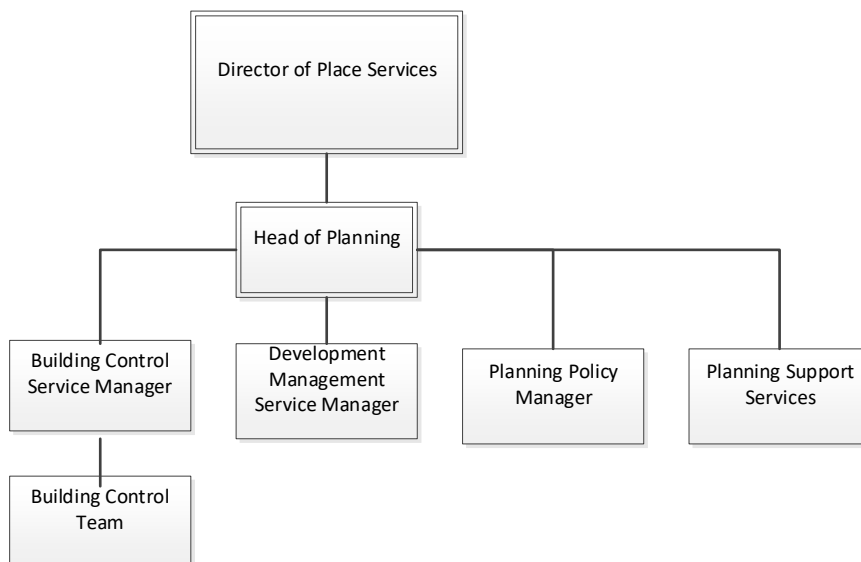 Director of Place Services
Head of Planning
Building Control
Service Manager
Development
Management
Service Manager
Planning Policy
Manager
Planning Support
Services
Building Control
Team